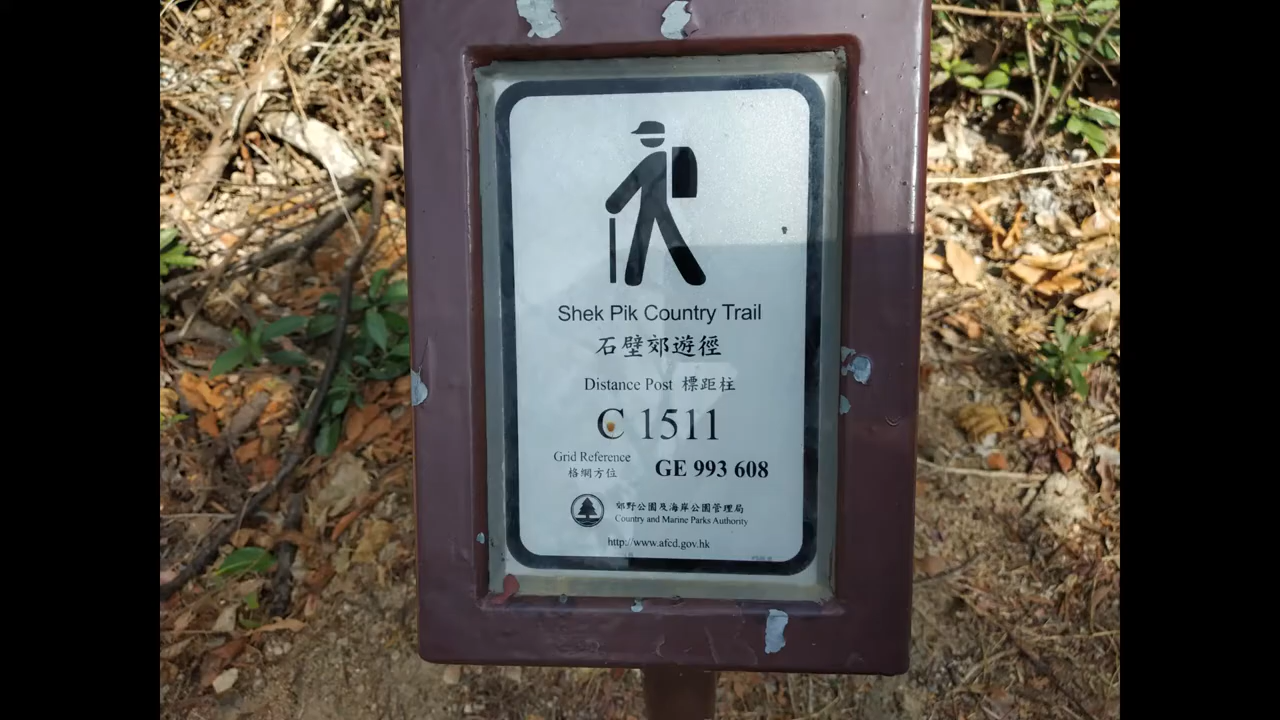 Shek Pik Country Trail
石壁郊遊徑
Distance Post 標距柱
C 1511
Grid Reference
格網方位
GE 993 608
郊野公園及海岸公園管理局
Country and Marine Parks Authority
http://www.afcd.gov.hk